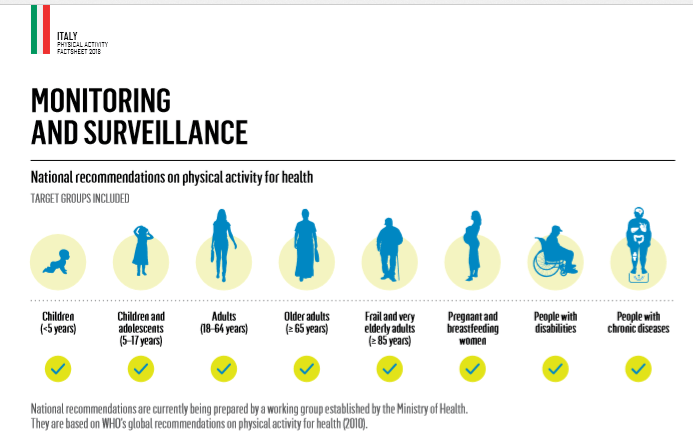 ITALY
PHYSICAL ACTIVITY
FACTSHEET 2018
MONITORING
AND SURVEILLANCE
National recommendations on physical activity for health
TARGET GROUPS INCLUDED
Children
(<5 years)
Children and
adolescents
(5–17 years)
Adults
(18–64 years)
Older adults
(≥ 65 years)
Frail and very
elderly adults
(≥ 85 years)
Pregnant and
breastfeeding
women
People with
disabilities
People with
chronic diseases
National recommendations are currently being prepared by a working group established by the Ministry of Health.
They are based on WHO’s global recommendations on physical activity for health (2010).